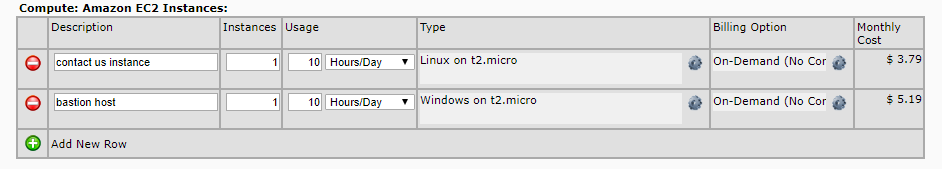 Compute: Amazon EC2 Instances:
Description Instances Usage Type Billing Option Monthly Cost
contact us instance 1 10 Hours/Day Linux on t2.micro On-Demand (No Cor $ 3.79
bastion host 1 10 Hours/Day Windows on t2.micro On-Demand (No Cor $ 5.19
Add New Row